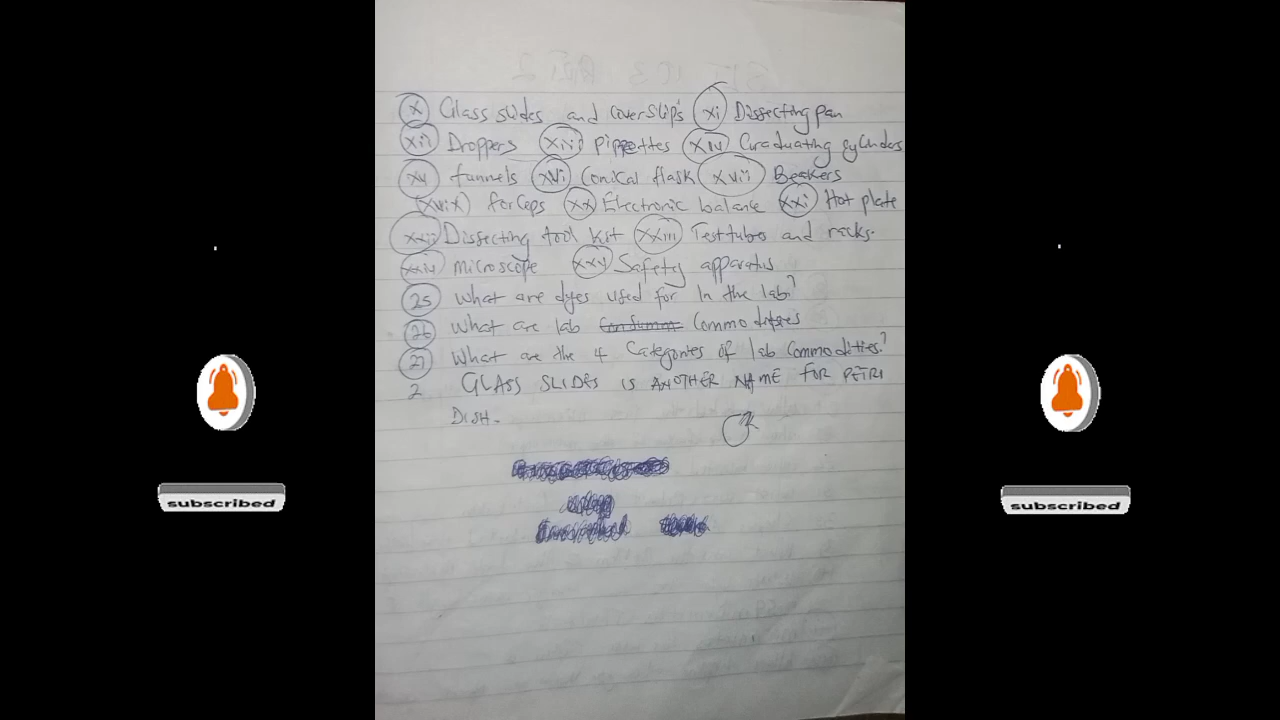 (x) Glass slides and coverslip's (xi) Dissecting pan
(xii) Droppers (xiii) pippettes (xiv) Graduating cylinders
(xv) funnels (xvi) Conical flask (xvii) Beakers
(xvix) forceps (xx) Electronic balance (xxi) Hot plate
(xxii) Dissecting tool kit (xxiii) Test tubes and racks.
(xxiv) microscope (xxv) Safety apparatus
(25) What are dyes used for in the lab?
(26) What are lab Commodities
(27) What are the 4 Categories of lab Commodities?
2 GLASS SLIDES IS ANOTHER NAME FOR PETRI
DISH.
subscribed
subscribed